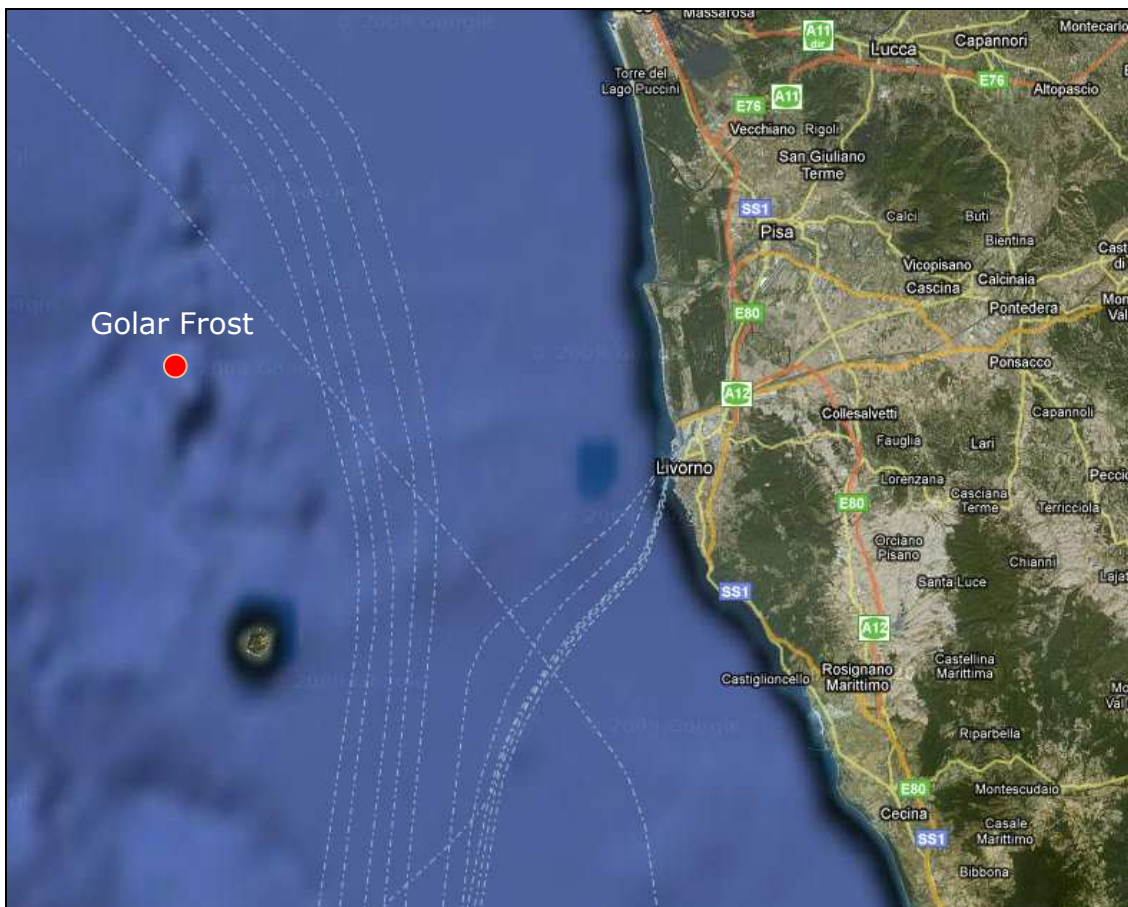 Massarosa
A11
dir
Lucca
Capannori
Montecarlo
Torre del
Lago Puccini
E76
A11
E76
Altopascio
Vecchiano
Rigoli
San Giuliano
Terme
SS1
Calci
Buti
Pisa
Bientina
Vicopisano
Cascina
Calcinaia
Golar Frost
E80
Pontedera
Ponsacco
A12
Collesalvetti
Capannoli
Fauglia
Lari
Livorno
Lorenzana
Casciana
Terme
E80
Terricciola
Orciano
Pisano
Chianni
Santa Luce
SS1
A12
Castellina
Marittima
Castiglioncello
Rosignano
Marittimo
© 2009 Google
Riparbella
E80
Montescudaio
Cecina
Casale
Marittimo
SS1
Bibbona